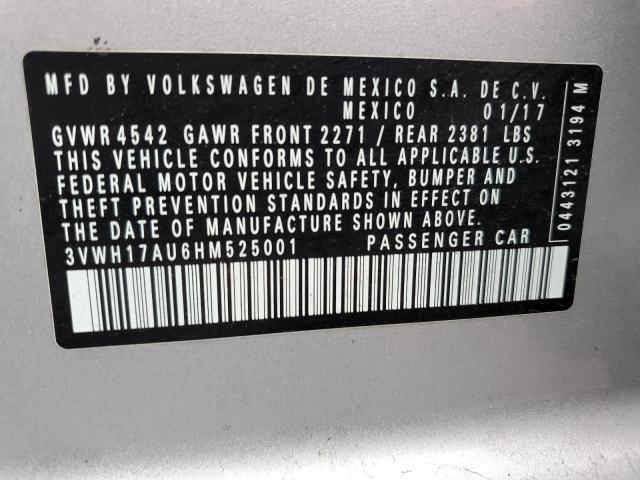 MFD BY VOLKSWAGEN DE MEXICO S.A. DE C.V.
MEXICO 01/17
GVWR 4542 GAWR FRONT 2271 / REAR 2381 LBS
THIS VEHICLE CONFORMS TO ALL APPLICABLE U.S.
FEDERAL MOTOR VEHICLE SAFETY, BUMPER AND
THEFT PREVENTION STANDARDS IN EFFECT ON
THE DATE OF MANUFACTURE SHOWN ABOVE.
3VWH17AU6HM525001 PASSENGER CAR
0443121 3194 M